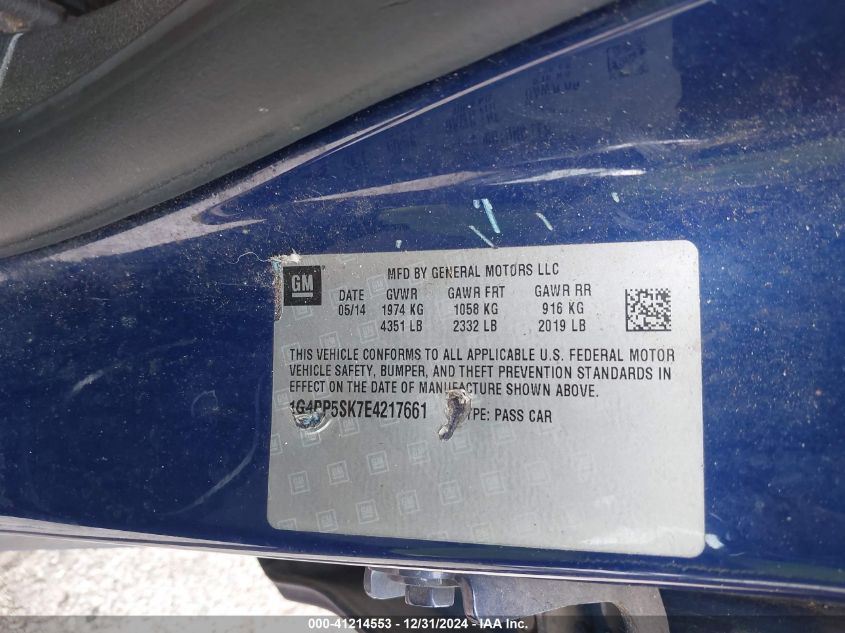 GM
MFD BY GENERAL MOTORS LLC
DATE GVWR GAWR FRT GAWR RR
05/14 1974 KG 1058 KG 916 KG
4351 LB 2332 LB 2019 LB
THIS VEHICLE CONFORMS TO ALL APPLICABLE U.S. FEDERAL MOTOR
VEHICLE SAFETY, BUMPER, AND THEFT PREVENTION STANDARDS IN
EFFECT ON THE DATE OF MANUFACTURE SHOWN ABOVE.
1G4PP5SK7E4217661 TYPE: PASS CAR
000-41214553 - 12/31/2024 - IAA Inc.